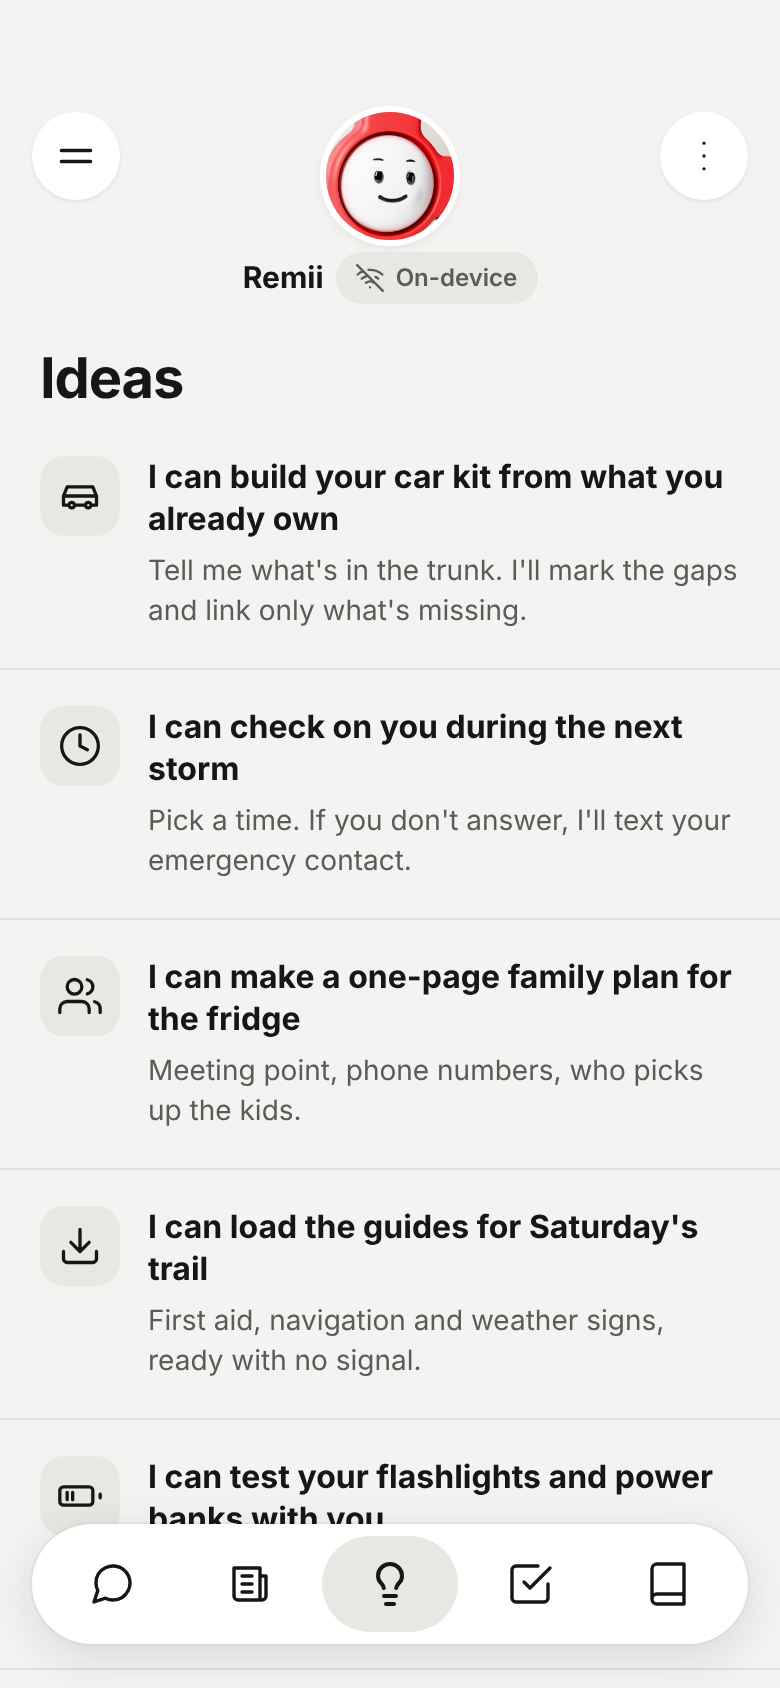 Remii
On-device
Ideas
I can build your car kit from what you
already own
Tell me what's in the trunk. I'll mark the gaps
and link only what's missing.
I can check on you during the next
storm
Pick a time. If you don't answer, I'll text your
emergency contact.
I can make a one-page family plan for
the fridge
Meeting point, phone numbers, who picks
up the kids.
I can load the guides for Saturday's
trail
First aid, navigation and weather signs,
ready with no signal.
I can test your flashlights and power
banks with you